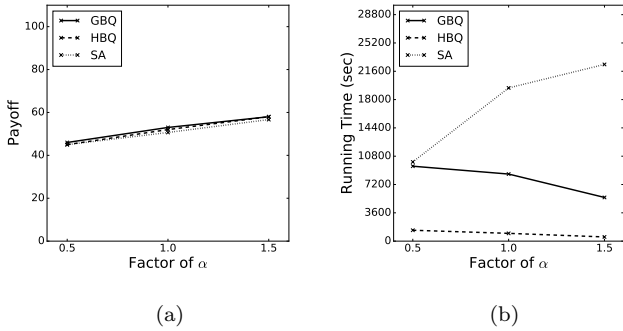 GBQ
HBQ
SA
100
80
60
40
20
0
Payoff
0.5 1.0 1.5
Factor of α
(a)
GBQ
HBQ
SA
28800
25200
21600
18000
14400
10800
7200
3600
0
Running Time (sec)
0.5 1.0 1.5
Factor of α
(b)